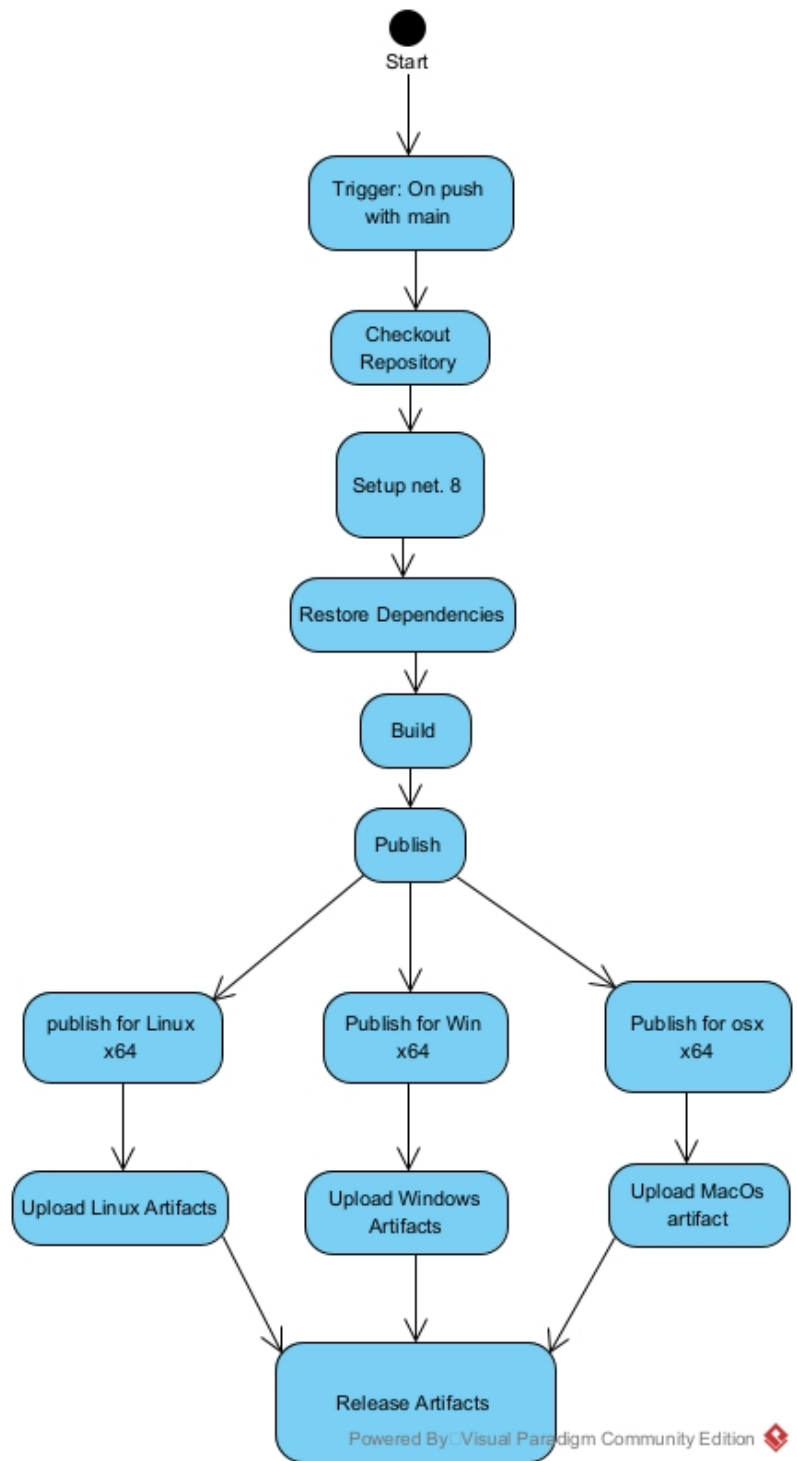 Start
Trigger: On push
with main
Checkout
Repository
Setup net. 8
Restore Dependencies
Build
Publish
publish for Linux
x64
Publish for Win
x64
Publish for osx
x64
Upload Linux Artifacts
Upload Windows
Artifacts
Upload MacOs
artifact
Release Artifacts
Powered By Visual Paradigm Community Edition